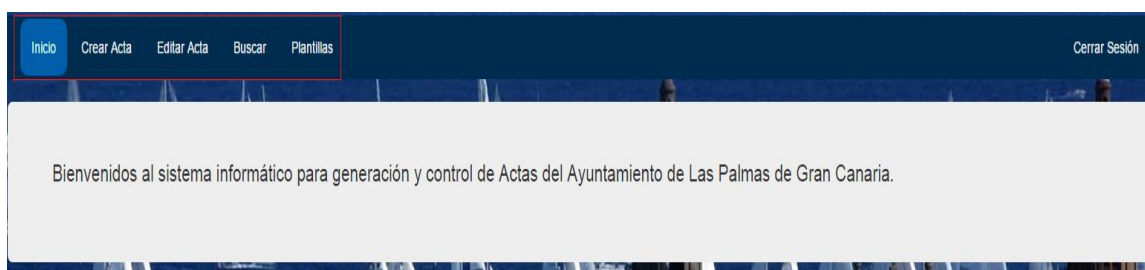 Inicio Crear Acta Editar Acta Buscar Plantillas Cerrar Sesión
Bienvenidos al sistema informático para generación y control de Actas del Ayuntamiento de Las Palmas de Gran Canaria.